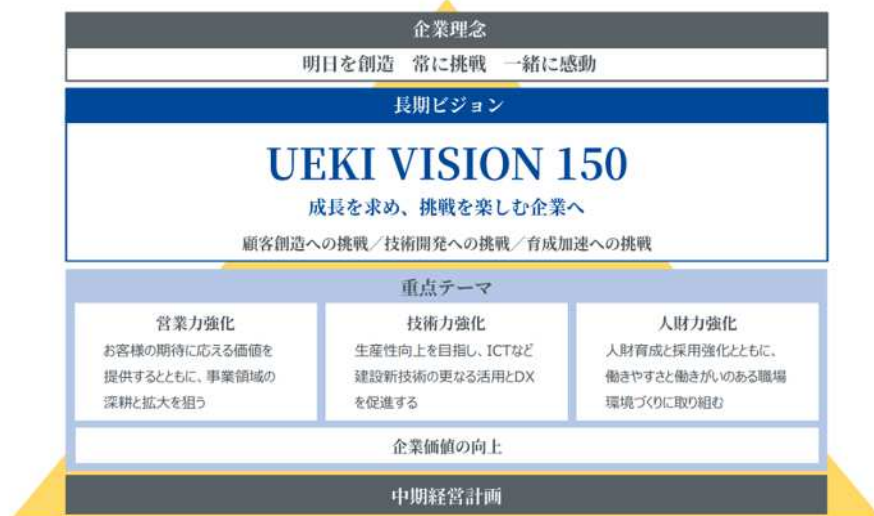 企業理念
明日を創造　常に挑戦　一緒に感動
長期ビジョン
UEKI VISION 150
成長を求め、挑戦を楽しむ企業へ
顧客創造への挑戦／技術開発への挑戦／育成加速への挑戦
重点テーマ
営業力強化
お客様の期待に応える価値を
提供するとともに、事業領域の
深耕と拡大を狙う
技術力強化
生産性向上を目指し、ICTなど
建設新技術の更なる活用とDX
を促進する
人財力強化
人財育成と採用強化とともに、
働きやすさと働きがいのある職場
環境づくりに取り組む
企業価値の向上
中期経営計画